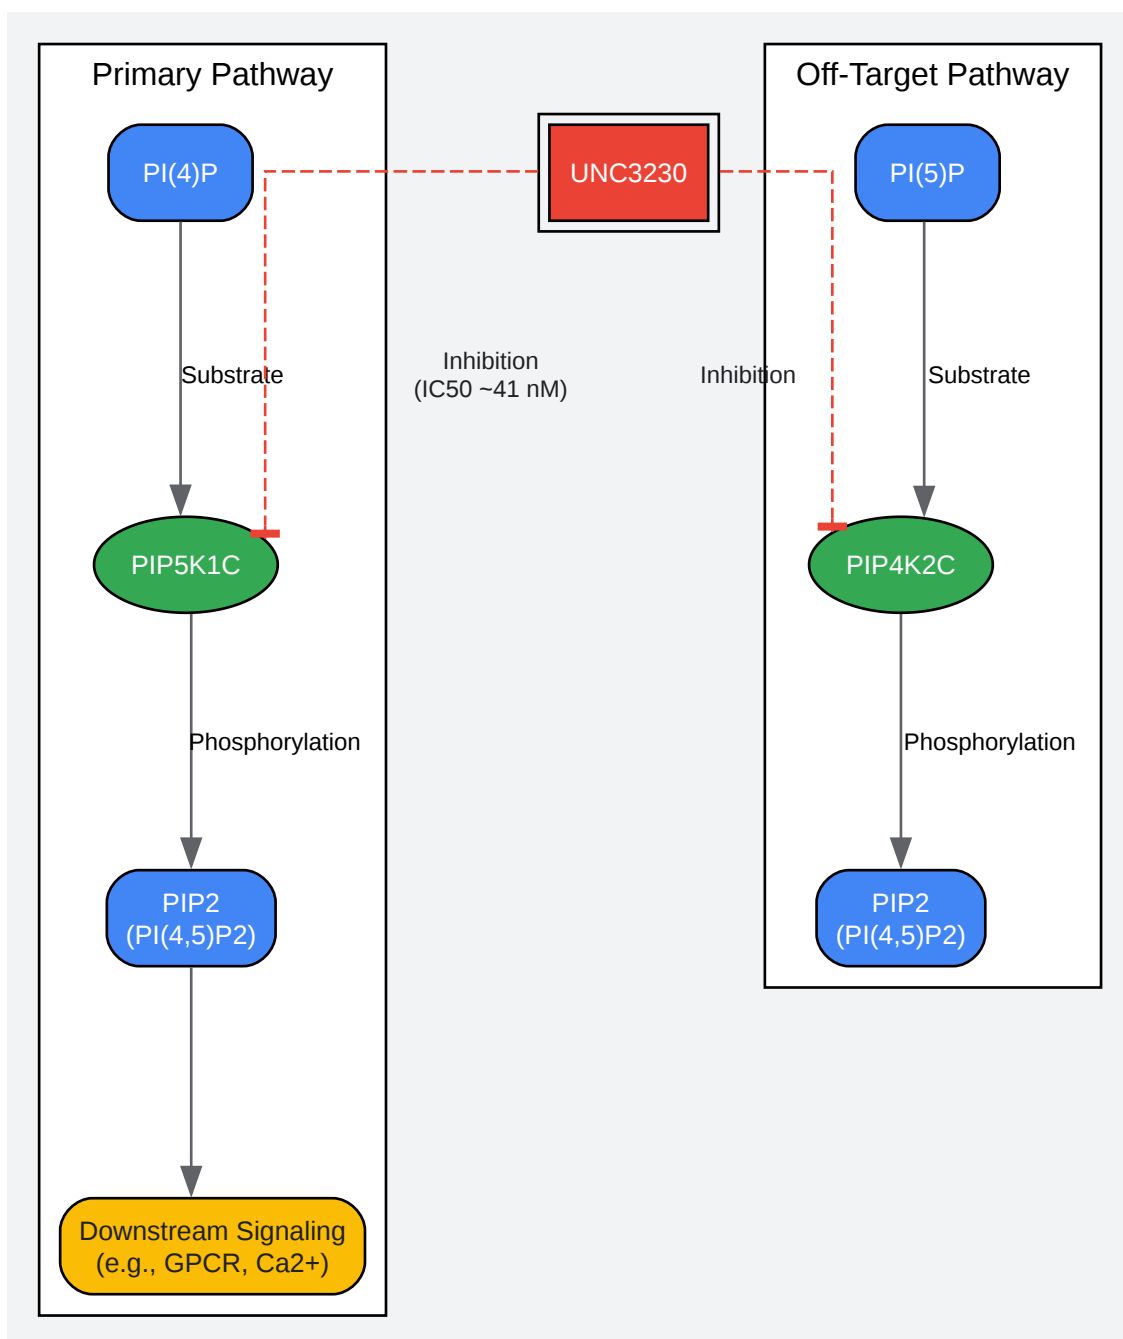 Primary Pathway
Off-Target Pathway
PI(4)P
UNC3230
PI(5)P
Substrate
Inhibition
(IC50 ~41 nM)
Inhibition
Substrate
PIP5K1C
PIP4K2C
Phosphorylation
Phosphorylation
PIP2
(PI(4,5)P2)
PIP2
(PI(4,5)P2)
Downstream Signaling
(e.g., GPCR, Ca2+)